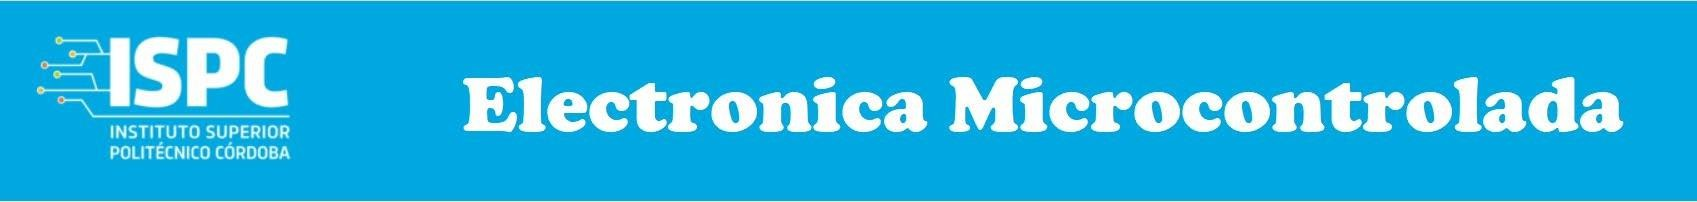 ISPC
INSTITUTO SUPERIOR
POLITÉCNICO CÓRDOBA
Electronica Microcontrolada